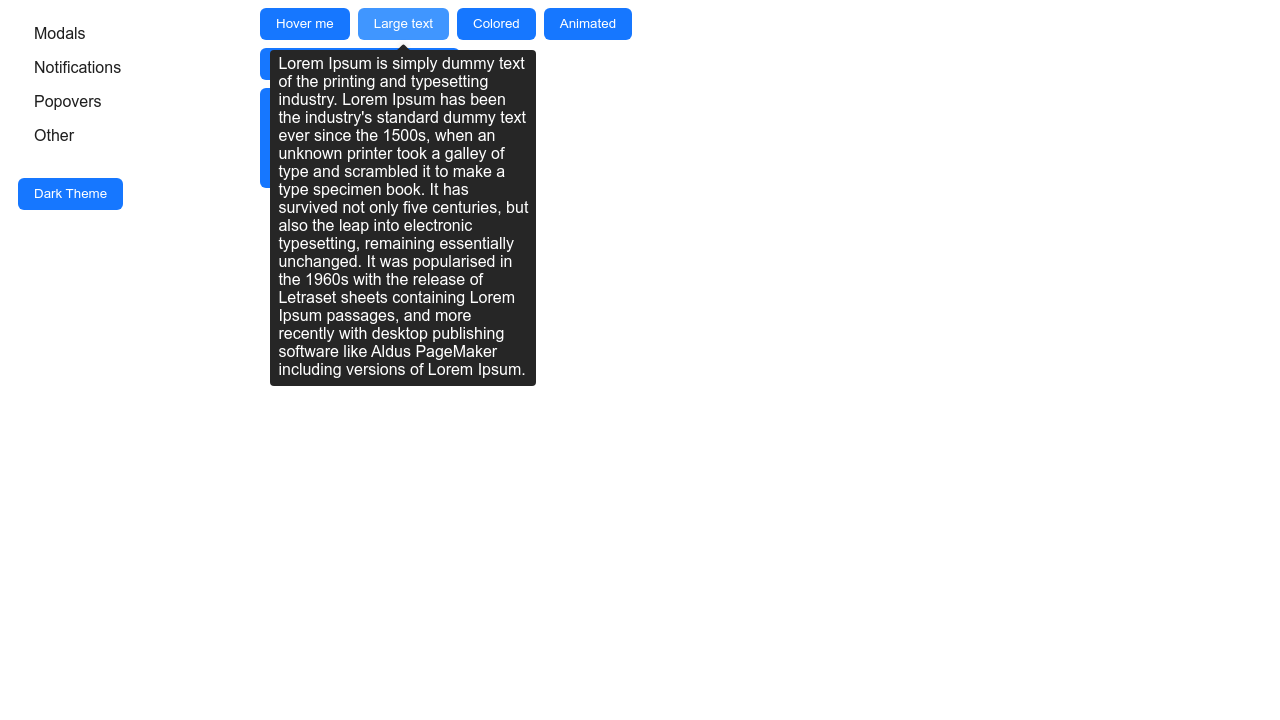 Modals
Notifications
Popovers
Other
Dark Theme
Hover me
Large text
Colored
Animated
Lorem Ipsum is simply dummy text
of the printing and typesetting
industry. Lorem Ipsum has been
the industry's standard dummy text
ever since the 1500s, when an
unknown printer took a galley of
type and scrambled it to make a
type specimen book. It has
survived not only five centuries, but
also the leap into electronic
typesetting, remaining essentially
unchanged. It was popularised in
the 1960s with the release of
Letraset sheets containing Lorem
Ipsum passages, and more
recently with desktop publishing
software like Aldus PageMaker
including versions of Lorem Ipsum.